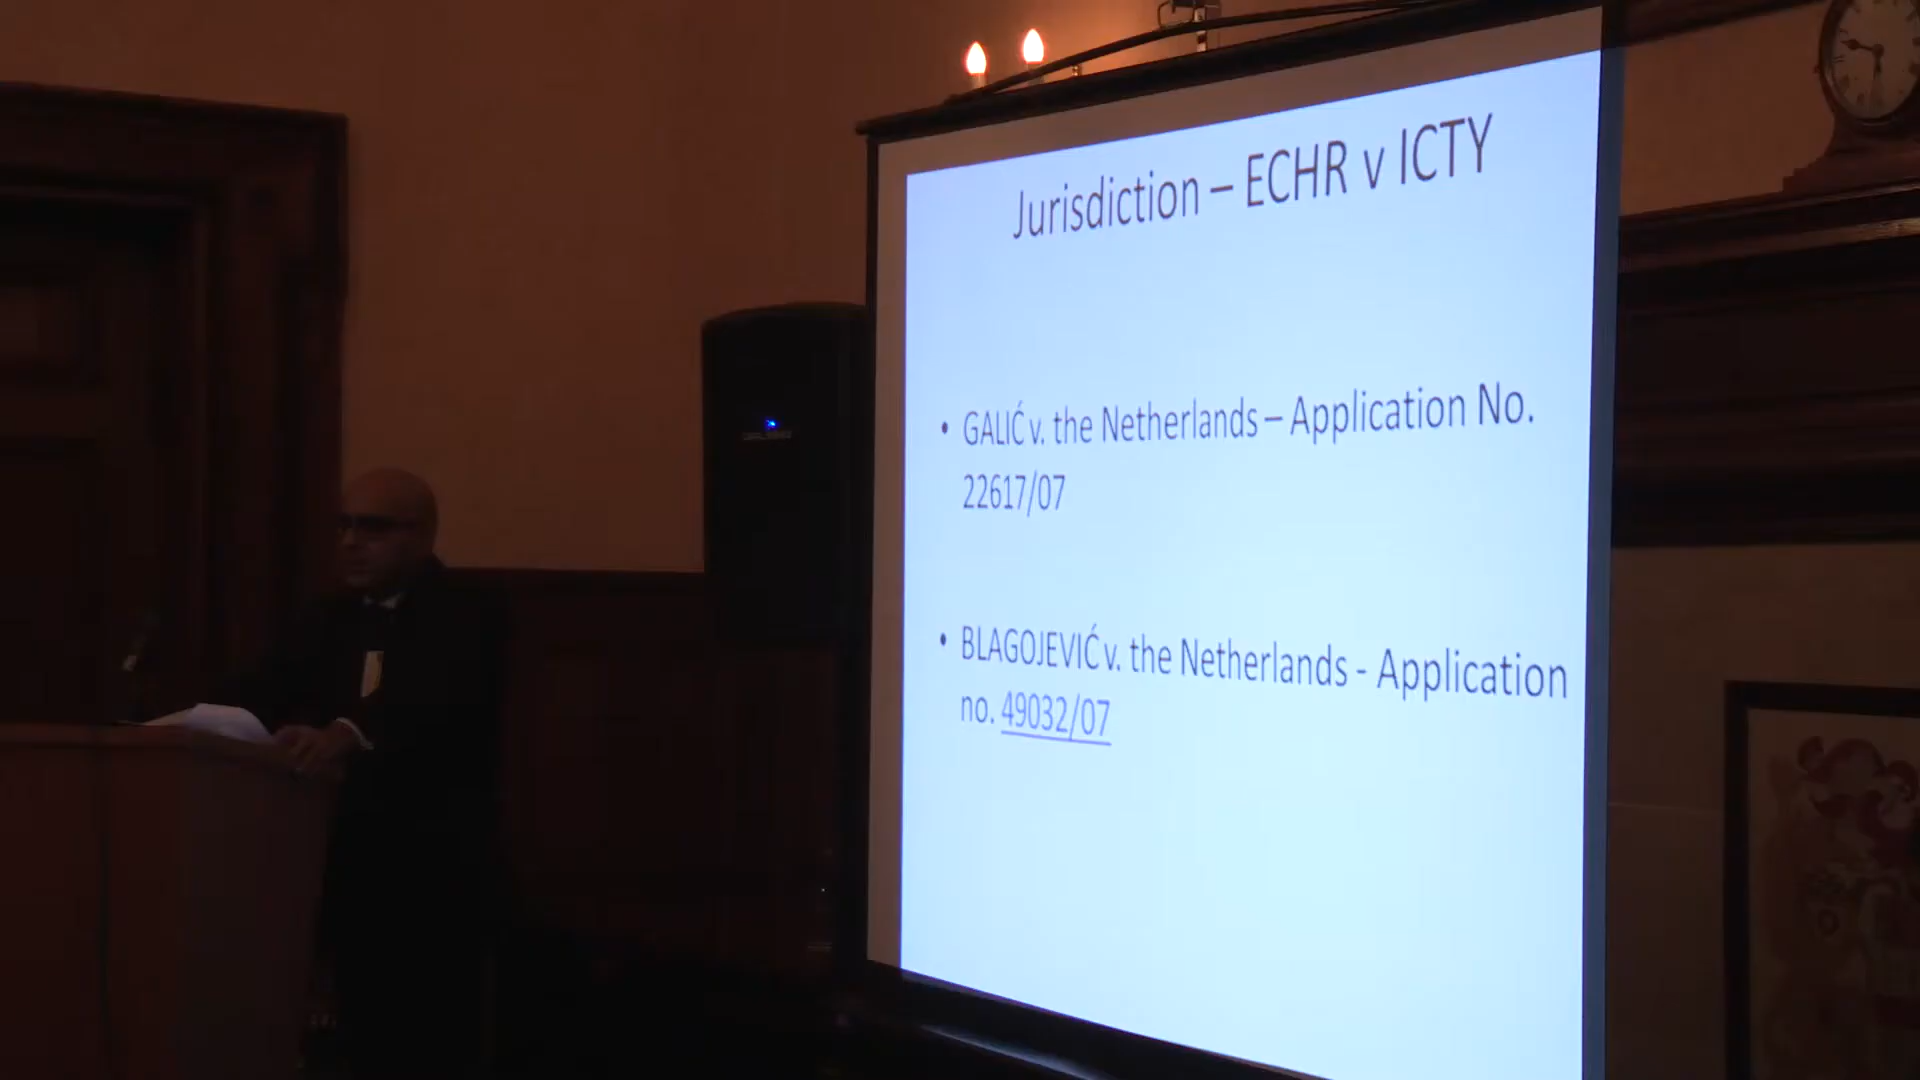 Jurisdiction – ECHR v ICTY
• GALIĆ v. the Netherlands – Application No.
22617/07
• BLAGOJEVIĆ v. the Netherlands - Application
no. 49032/07